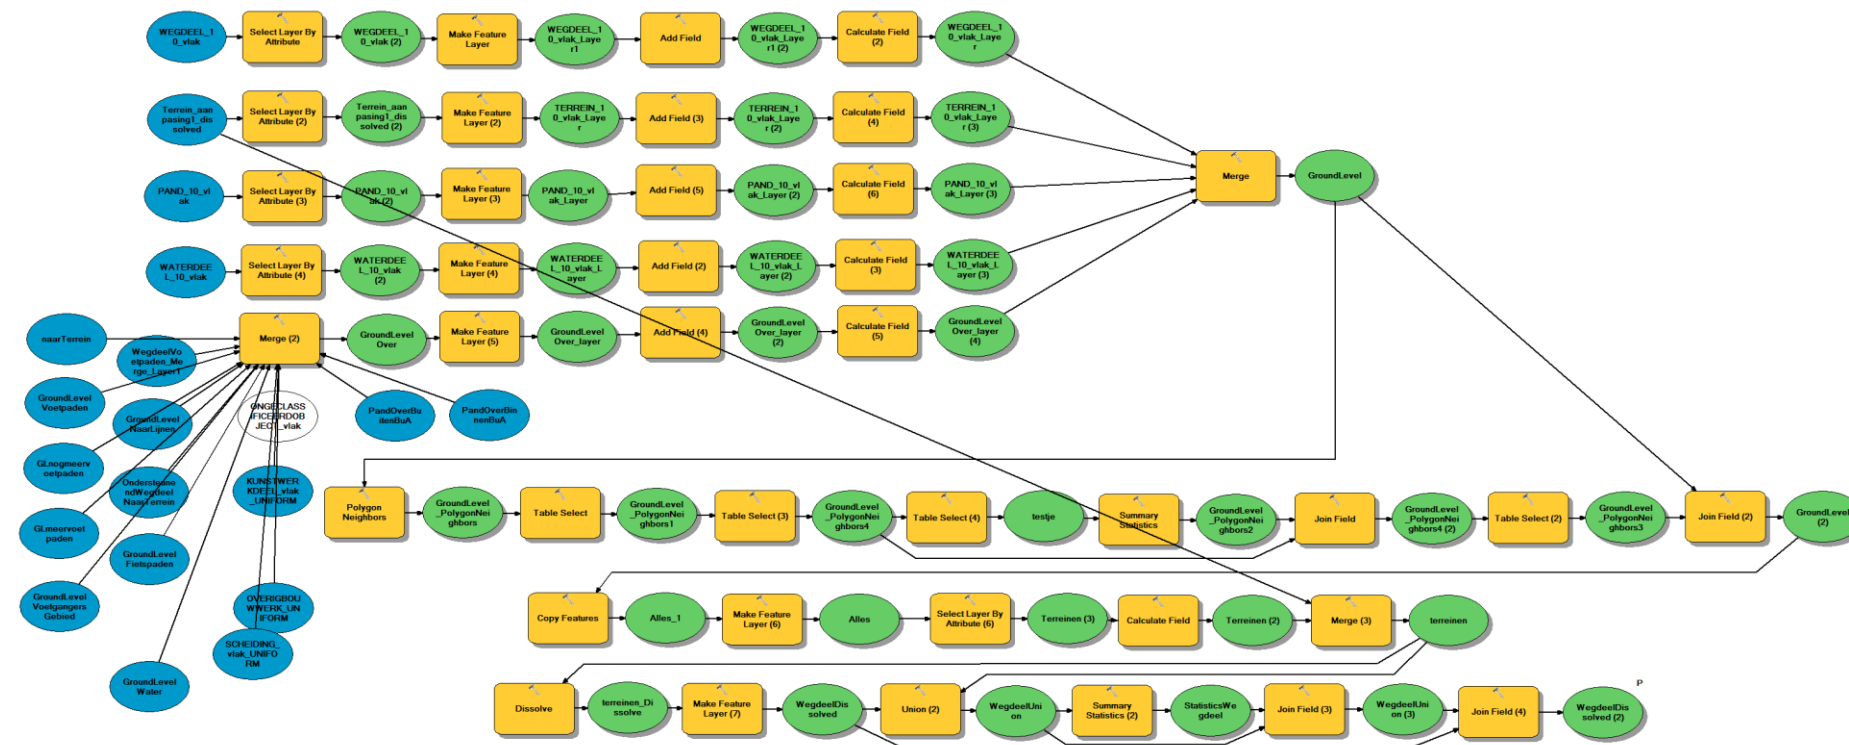 WEGDEEL_1
0_vlak
Select Layer By
Attribute
WEGDEEL_1
0_vlak (2)
Make Feature
Layer
WEGDEEL_1
0_vlak_Laye
r1
Add Field
WEGDEEL_1
0_vlak_Laye
r1 (2)
Calculate Field
(2)
WEGDEEL_1
0_vlak_Laye
r
Terrein_aan
pasing1_dis
solved
Select Layer By
Attribute (2)
Terrein_aan
pasing1_dis
solved (2)
Make Feature
Layer (2)
TERREIN_1
0_vlak_Laye
r
Add Field (3)
TERREIN_1
0_vlak_Laye
r (2)
Calculate Field
(4)
TERREIN_1
0_vlak_Laye
r (3)
Merge
GroundLevel
PAND_10_vl
ak
Select Layer By
Attribute (3)
PAND_10_vl
ak (2)
Make Feature
Layer (3)
PAND_10_vl
ak_Layer
Add Field (5)
PAND_10_vl
ak_Layer (2)
Calculate Field
(6)
PAND_10_vl
ak_Layer (3)
WATERDEE
L_10_vlak
Select Layer By
Attribute (4)
WATERDEE
L_10_vlak
(2)
Make Feature
Layer (4)
WATERDEE
L_10_vlak_L
ayer
Add Field (2)
WATERDEE
L_10_vlak_L
ayer (2)
Calculate Field
(3)
WATERDEE
L_10_vlak_L
ayer (3)
naarTerrein
Merge (2)
GroundLevel
Over
Make Feature
Layer (5)
GroundLevel
Over_layer
Add Field (4)
GroundLevel
Over_layer
(2)
Calculate Field
(5)
GroundLevel
Over_layer
(4)
WegdeelVo
etpaden_Me
rge_Layer1
GroundLevel
Voetpaden
GroundLevel
NaarLijnen
ONGECLASS
IFICEERDOB
JECT_vlak
PandOverBu
itenBuA
PandOverBin
nenBuA
GLnogmeerv
oetpaden
OndersteUne
ndWegdeel
NaarTerrein
KUNSTWER
KDEEL_vlak
_UNIFORM
Polygon
Neighbors
GroundLevel
_PolygonNei
ghbors
Table Select
GroundLevel
_PolygonNei
ghbors1
Table Select (3)
GroundLevel
_PolygonNei
ghbors4
Table Select (4)
testje
Summary
Statistics
GroundLevel
_PolygonNei
ghbors2
Join Field
GroundLevel
_PolygonNei
ghbors4 (2)
Table Select (2)
GroundLevel
_PolygonNei
ghbors3
Join Field (2)
GroundLevel
(2)
GLmeervoet
paden
GroundLevel
Fietspaden
GroundLevel
Voetgangers
Gebied
OVERIGBOU
WWERK_UN
IFORM
SCHEIDING_
vlak_UNIFO
RM
GroundLevel
Water
Copy Features
Alles_1
Make Feature
Layer (6)
Alles
Select Layer By
Attribute (6)
Terreinen (3)
Calculate Field
Terreinen (2)
Merge (3)
terreinen
Dissolve
terreinen_Di
ssolve
Make Feature
Layer (7)
WegdeelDis
solved
Union (2)
WegdeelUni
on
Summary
Statistics (2)
StatisticsWe
gdeel
Join Field (3)
WegdeelUni
on (3)
Join Field (4)
WegdeelDis
solved (2)
P